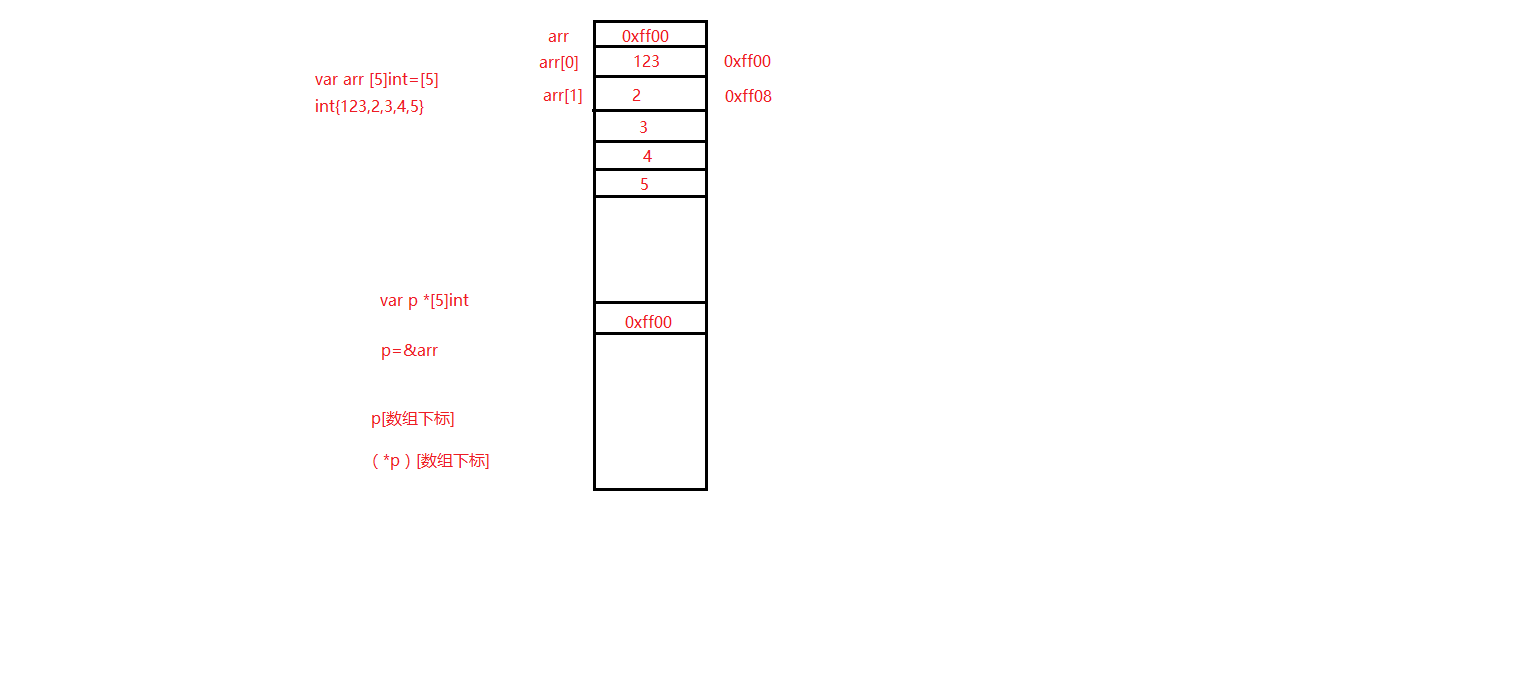 arr 0xff00
arr[0] 123 0xff00
var arr [5]int=[5]
int{123,2,3,4,5}
arr[1] 2 0xff08
3
4
5
var p *[5]int
0xff00
p=&arr
p[数组下标]
（*p）[数组下标]